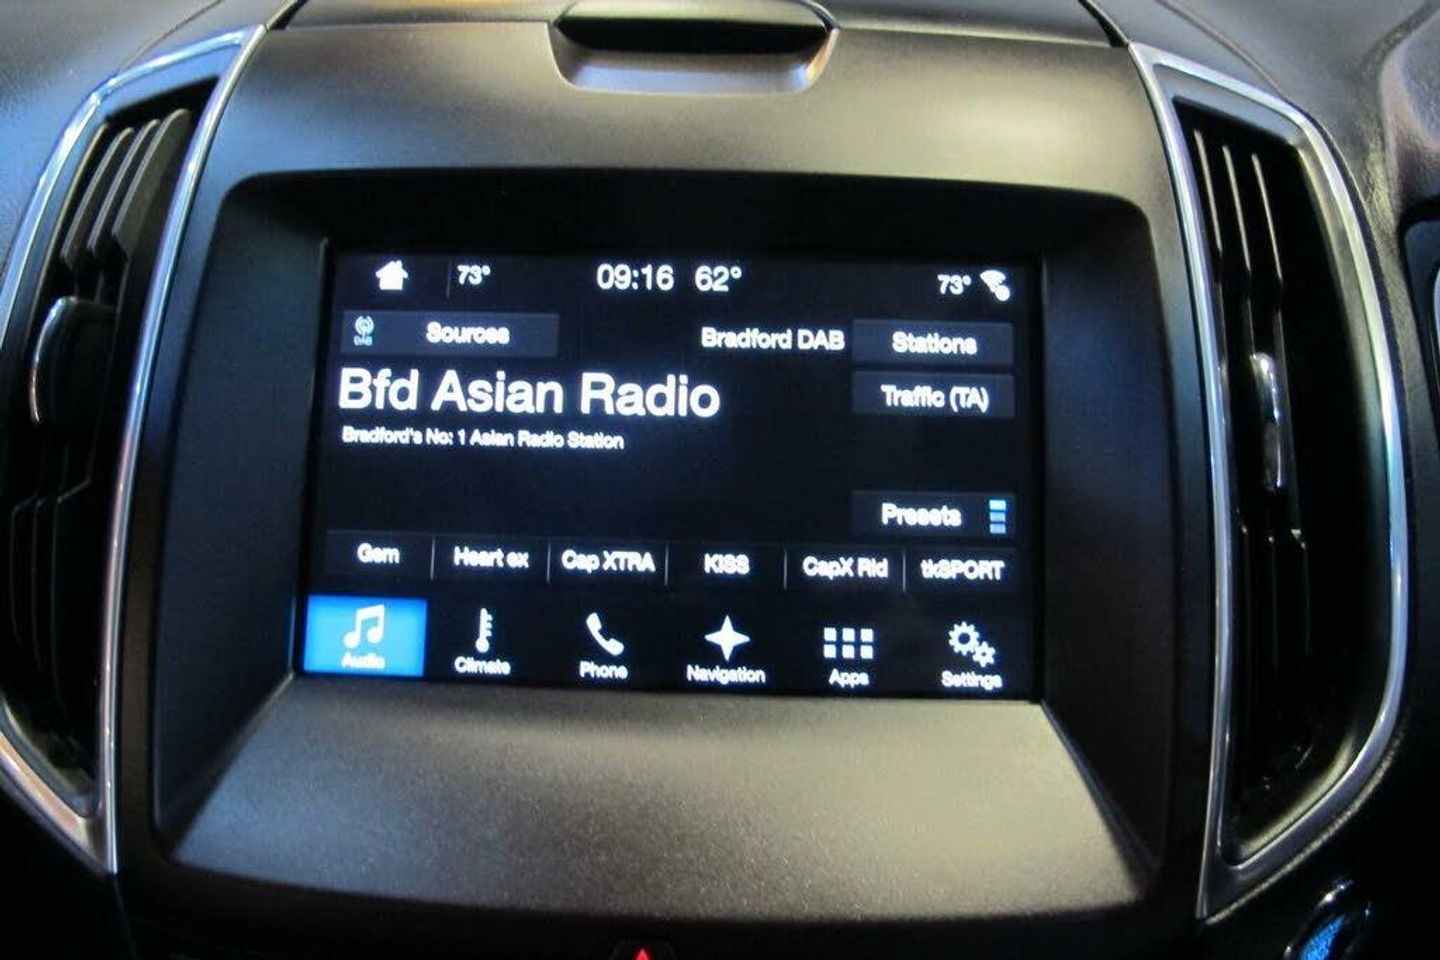 73° 09:16 62° 73°
DAB Sources Bradford DAB Stations
Bfd Asian Radio Traffic (TA)
Bradford's No: 1 Asian Radio Station
Presets
Gem Heart ex Cap XTRA KISS CapX Rld tkSPORT
Audio Climate Phone Navigation Apps Settings